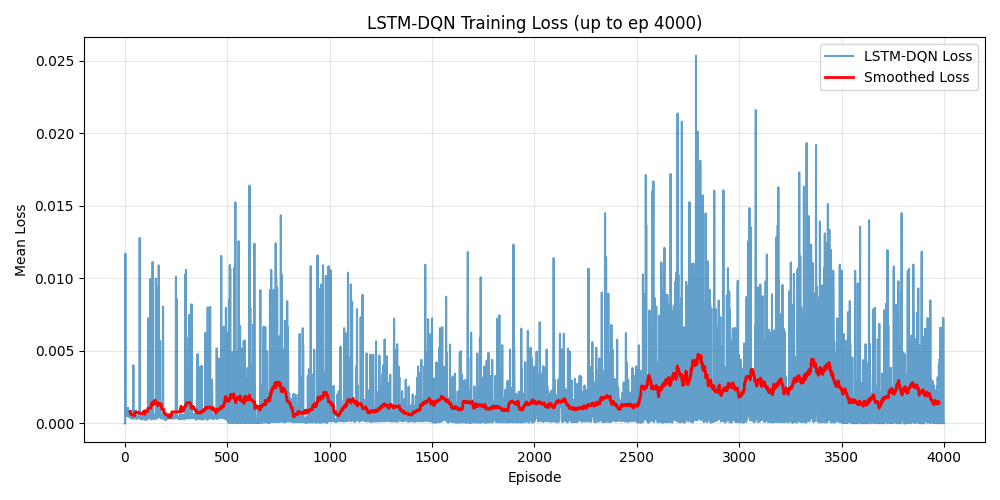 LSTM-DQN Training Loss (up to ep 4000)
LSTM-DQN Loss
Smoothed Loss
Mean Loss
0.025
0.020
0.015
0.010
0.005
0.000
0 500 1000 1500 2000 2500 3000 3500 4000
Episode